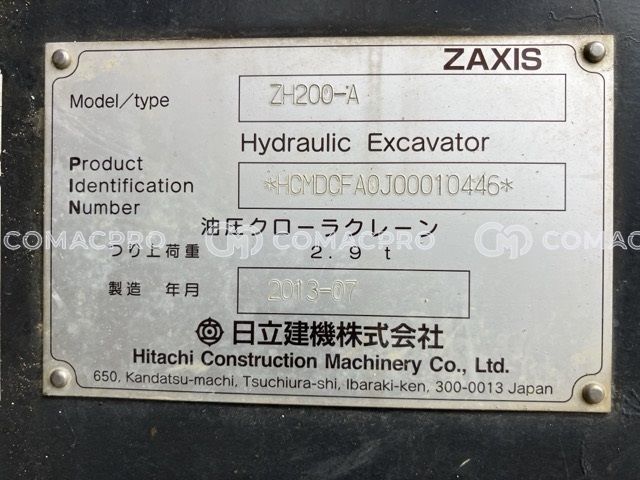 ZAXIS
Model/type ZH200-A
Hydraulic Excavator
Product
Identification *HCMDCFA0J00010446*
Number
油圧クローラクレーン
COMACPRO COMACPRO
つり上荷重 2.9 t
製造 年月 2013-07
日立建機株式会社
Hitachi Construction Machinery Co., Ltd.
650, Kandatsu-machi, Tsuchiura-shi, Ibaraki-ken, 300-0013 Japan